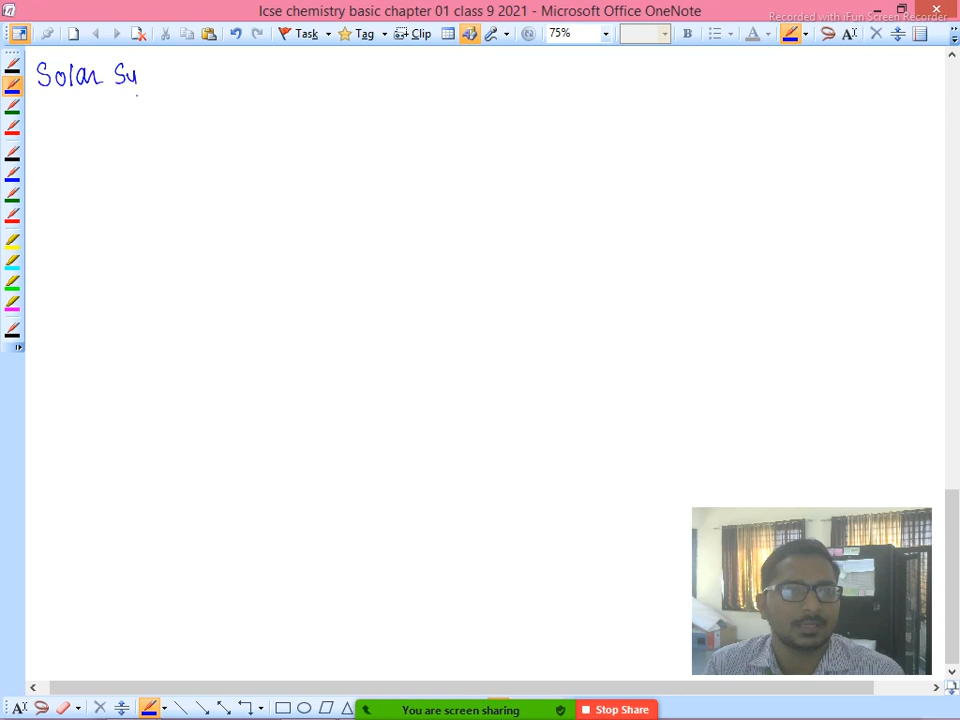 Icse chemistry basic chapter 01 class 9 2021 - Microsoft Office OneNote
Recorded with iFun Screen Recorder
Task Tag Clip 75% B A A
Solar Sy
A You are screen sharing Stop Share